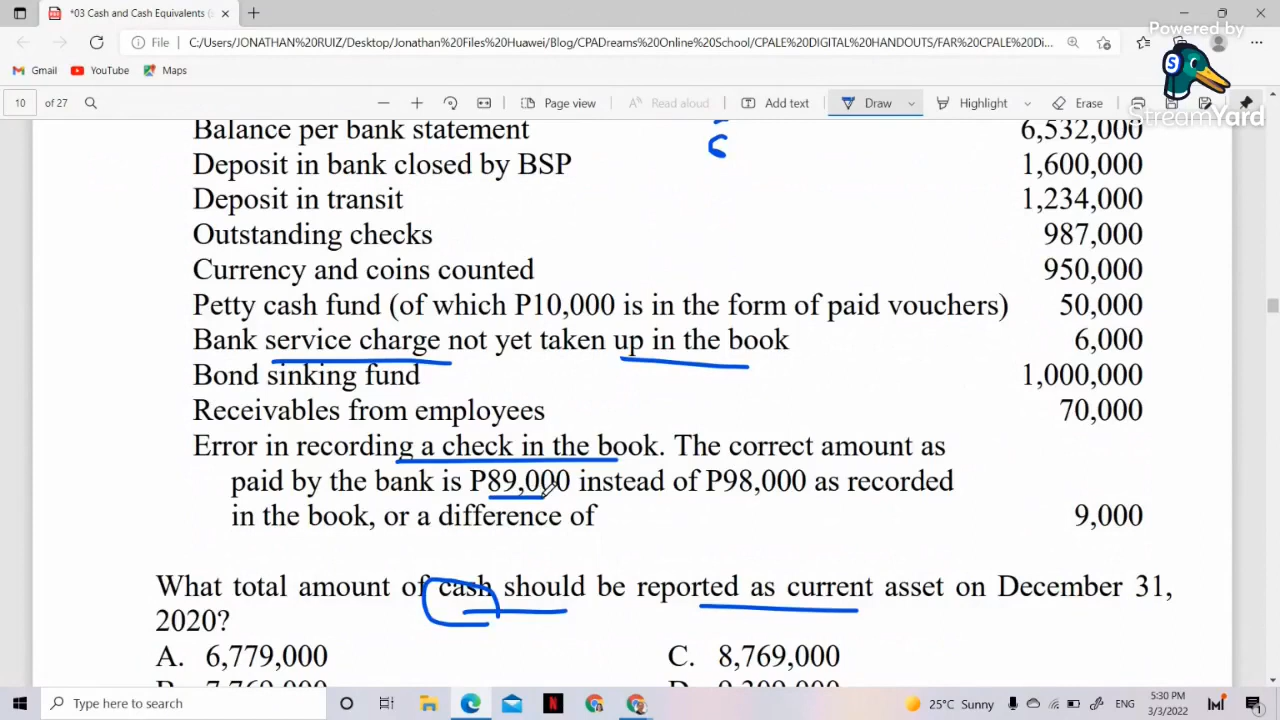 *03 Cash and Cash Equivalents (
Powered by
StreamYard
File C:/Users/JONATHAN%20RUIZ/Desktop/Jonathan%20Files%20Huawei/Blog/CPADreams%20Online%20School/CPALE%20DIGITAL%20HANDOUTS/FAR%20CPALE%20Di...
Gmail YouTube Maps
10 of 27 Page view Read aloud Add text Draw Highlight Erase
Balance per bank statement 6,532,000
Deposit in bank closed by BSP 1,600,000
Deposit in transit 1,234,000
Outstanding checks 987,000
Currency and coins counted 950,000
Petty cash fund (of which P10,000 is in the form of paid vouchers) 50,000
Bank service charge not yet taken up in the book 6,000
Bond sinking fund 1,000,000
Receivables from employees 70,000
Error in recording a check in the book. The correct amount as
paid by the bank is P89,000 instead of P98,000 as recorded
in the book, or a difference of 9,000
What total amount of cash should be reported as current asset on December 31,
2020?
A. 6,779,000 C. 8,769,000
B. 7,769,000 D. 9,309,000
Type here to search 25°C Sunny ENG 5:30 PM
3/3/2022